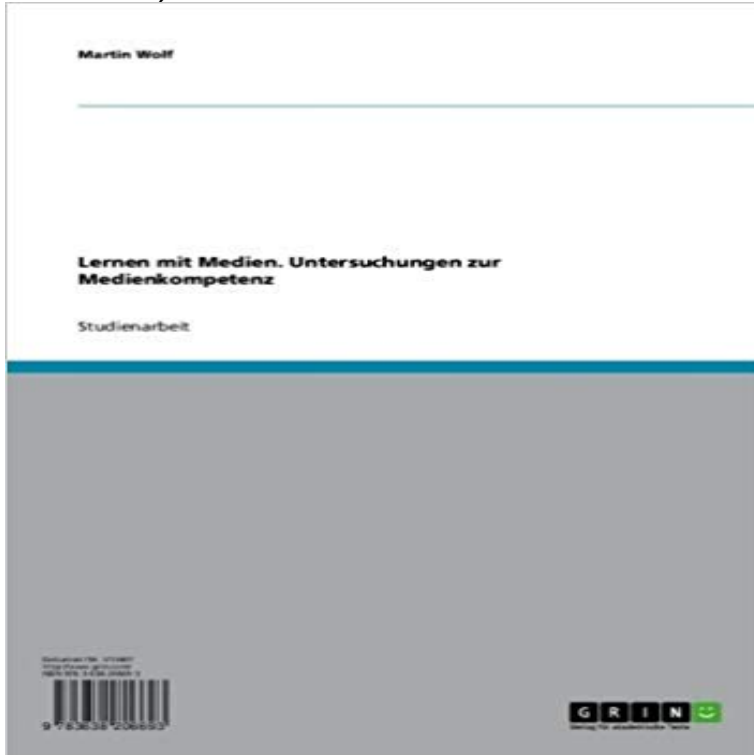 Martin Wolf
Lernen mit Medien. Untersuchungen zur
Medienkompetenz
Studienarbeit
GRIN